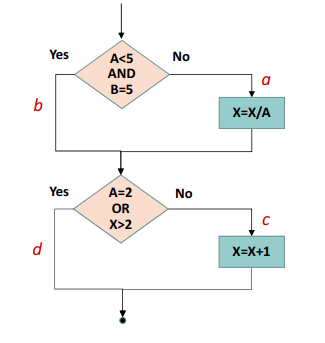 Yes
A<5
AND
B=5
No
a
b
X=X/A
Yes
A=2
OR
X>2
No
c
d
X=X+1